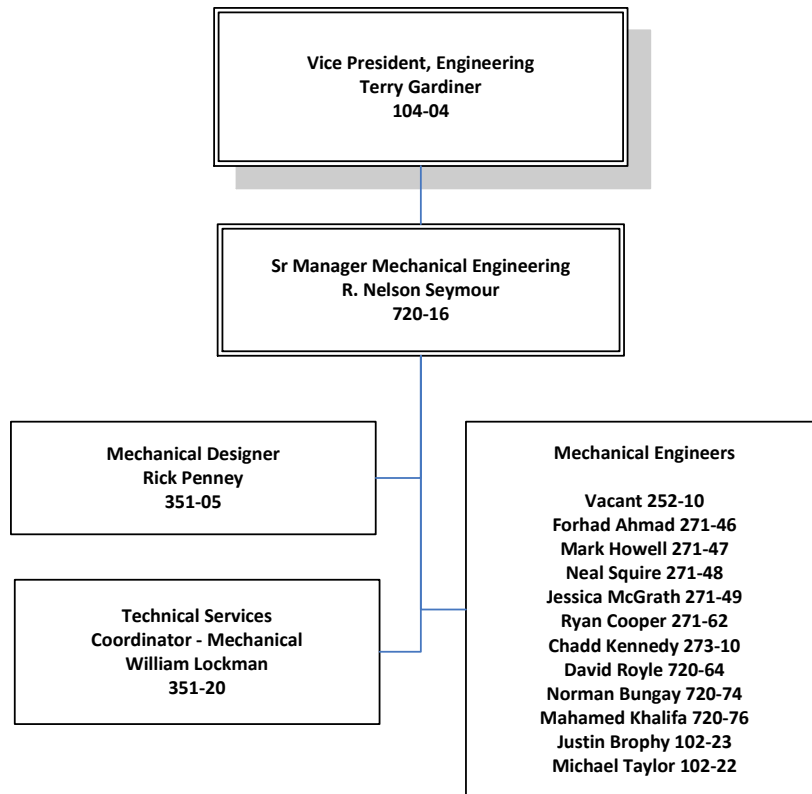 Vice President, Engineering
Terry Gardiner
104-04
Sr Manager Mechanical Engineering
R. Nelson Seymour
720-16
Mechanical Designer
Rick Penney
351-05
Technical Services
Coordinator - Mechanical
William Lockman
351-20
Mechanical Engineers
Vacant 252-10
Forhad Ahmad 271-46
Mark Howell 271-47
Neal Squire 271-48
Jessica McGrath 271-49
Ryan Cooper 271-62
Chadd Kennedy 273-10
David Royle 720-64
Norman Bungay 720-74
Mahamed Khalifa 720-76
Justin Brophy 102-23
Michael Taylor 102-22